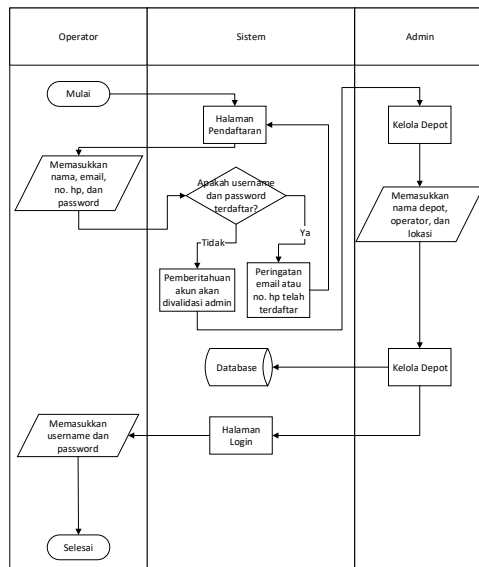 Operator
Sistem
Admin
Mulai
Halaman
Pendaftaran
Kelola Depot
Memasukkan
nama, email,
no. hp, dan
password
Apakah username
dan password
terdaftar?
Memasukkan
nama depot,
operator, dan
lokasi
Tidak
Ya
Pemberitahuan
akun akan
divalidasi admin
Peringatan
email atau
no. hp telah
terdaftar
Database
Kelola Depot
Memasukkan
username dan
password
Halaman
Login
Selesai